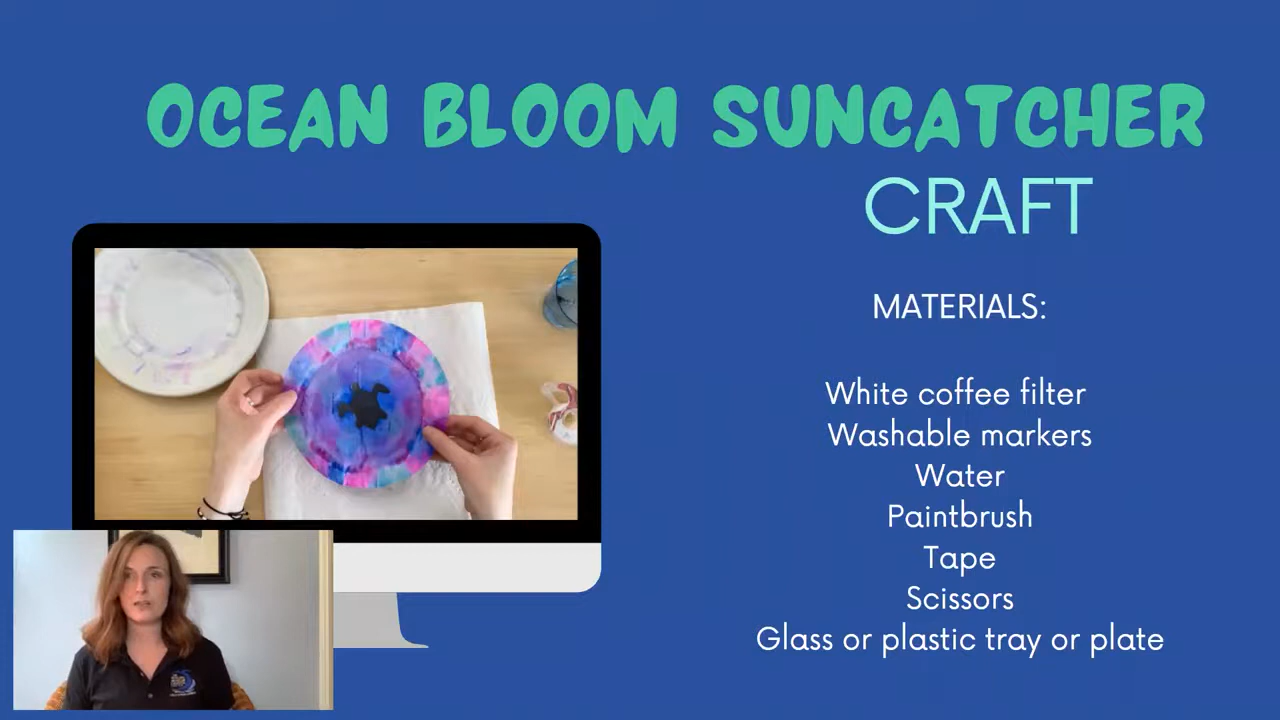 OCEAN BLOOM SUNCATCHER
CRAFT
MATERIALS:
White coffee filter
Washable markers
Water
Paintbrush
Tape
Scissors
Glass or plastic tray or plate